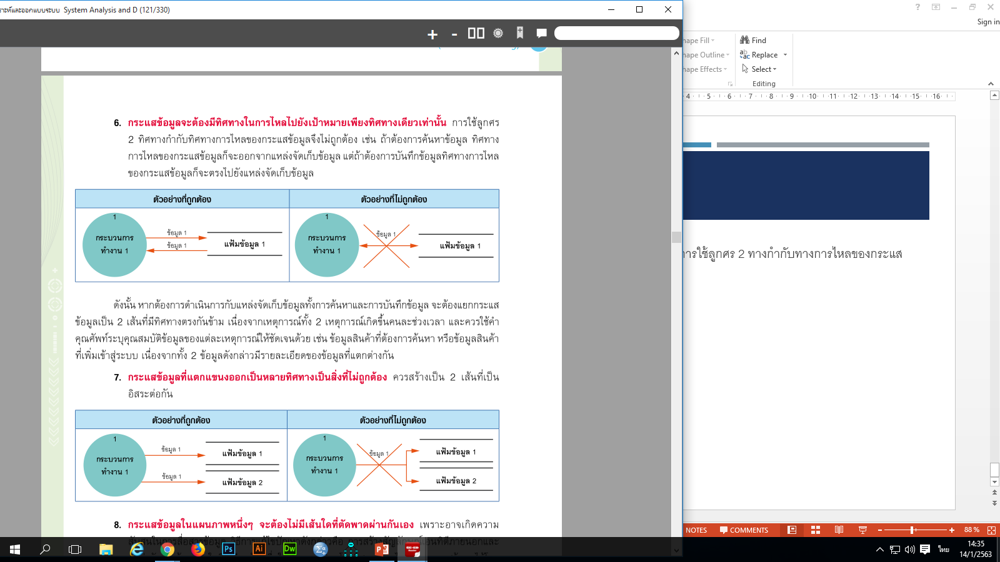 ราะห์และออกแบบระบบ System Analysis and D (121/330)
6. กระแสข้อมูลจะต้องมีทิศทางในการไหลไปยังเป้าหมายเพียงทิศทางเดียวเท่านั้น การใช้ลูกศร
2 ทิศทางกำกับทิศทางการไหลของกระแสข้อมูลจึงไม่ถูกต้อง เช่น ถ้าต้องการค้นหาข้อมูล ทิศทาง
การไหลของกระแสข้อมูลก็จะออกจากแหล่งจัดเก็บข้อมูล แต่ถ้าต้องการบันทึกข้อมูลทิศทางการไหล
ของกระแสข้อมูลก็จะตรงไปยังแหล่งจัดเก็บข้อมูล
ตัวอย่างที่ถูกต้อง
1
กระบวนการ
ทำงาน 1
ข้อมูล 1
ข้อมูล 1
แฟ้มข้อมูล 1
ตัวอย่างที่ไม่ถูกต้อง
1
กระบวนการ
ทำงาน 1
ข้อมูล 1
แฟ้มข้อมูล 1
ดังนั้น หากต้องการดำเนินการกับแหล่งจัดเก็บข้อมูลทั้งการค้นหาและการบันทึกข้อมูล จะต้องแยกกระแส
ข้อมูลเป็น 2 เส้นที่มีทิศทางตรงกันข้าม เนื่องจากเหตุการณ์ทั้ง 2 เหตุการณ์เกิดขึ้นคนละช่วงเวลา และควรใช้คำ
คุณศัพท์ระบุคุณสมบัติข้อมูลของแต่ละเหตุการณ์ให้ชัดเจนด้วย เช่น ข้อมูลสินค้าที่ต้องการค้นหา หรือข้อมูลสินค้า
ที่เพิ่มเข้าสู่ระบบ เนื่องจากทั้ง 2 ข้อมูลดังกล่าวมีรายละเอียดของข้อมูลที่แตกต่างกัน
7. กระแสข้อมูลที่แตกแขนงออกเป็นหลายทิศทางเป็นสิ่งที่ไม่ถูกต้อง ควรสร้างเป็น 2 เส้นที่เป็น
อิสระต่อกัน
ตัวอย่างที่ถูกต้อง
1
กระบวนการ
ทำงาน 1
ข้อมูล 1
ข้อมูล 1
แฟ้มข้อมูล 1
แฟ้มข้อมูล 2
ตัวอย่างที่ไม่ถูกต้อง
1
กระบวนการ
ทำงาน 1
ข้อมูล 1
แฟ้มข้อมูล 1
แฟ้มข้อมูล 2
8. กระแสข้อมูลในแผนภาพหนึ่งๆ จะต้องไม่มีเส้นใดที่ตัดพาดผ่านกันเอง เพราะอาจเกิดความ
Sign in
hape Fill
hape Outline
hape Effects
Find
Replace
Select
Editing
4 5 6 7 8 9 10 11 12 13 14 15 16
การใช้ลูกศร 2 ทางกำกับทางการไหลของกระแส
NOTES
COMMENTS
88 %
Ps
Ai
Dw
ไทย
14:35
14/1/2563